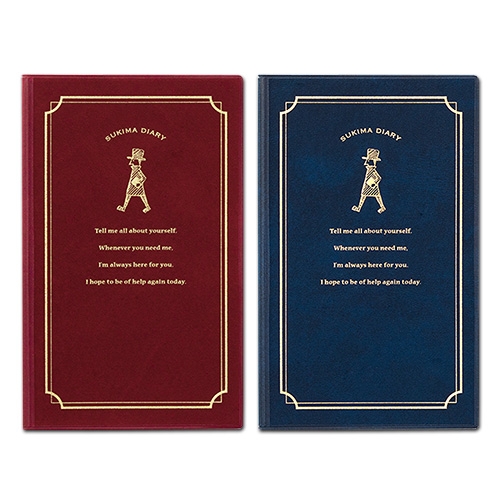 SUKIMA DIARY
Tell me all about yourself.
Whenever you need me,
I'm always here for you.
I hope to be of help again today.
SUKIMA DIARY
Tell me all about yourself.
Whenever you need me,
I'm always here for you.
I hope to be of help again today.